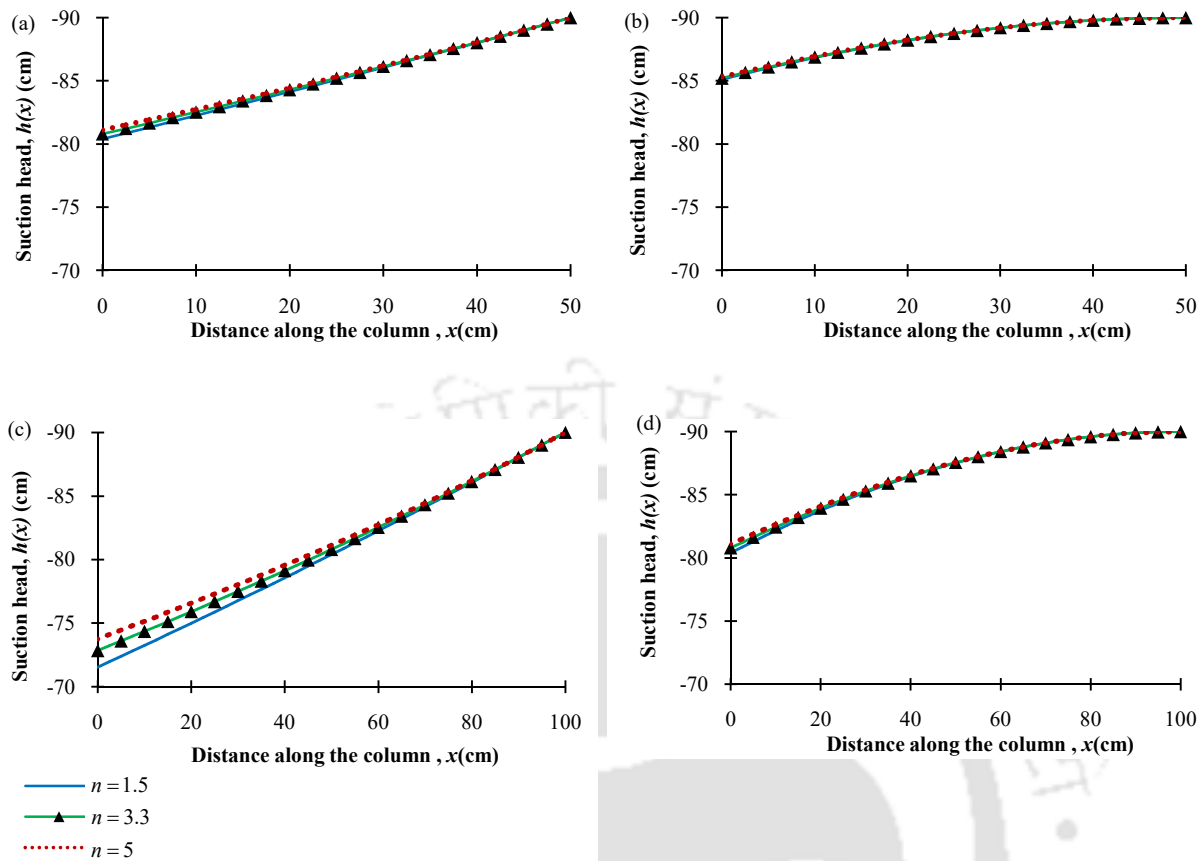 (a)
-90
-85
-80
-75
-70
Suction head, h(x) (cm)
0 10 20 30 40 50
Distance along the column , x(cm)
(b)
-90
-85
-80
-75
-70
Suction head, h(x) (cm)
0 10 20 30 40 50
Distance along the column , x(cm)
(c)
-90
-85
-80
-75
-70
Suction head, h(x) (cm)
0 20 40 60 80 100
Distance along the column , x(cm)
(d)
-90
-85
-80
-75
-70
Suction head, h(x) (cm)
0 20 40 60 80 100
Distance along the column , x(cm)
n = 1.5
n = 3.3
n = 5